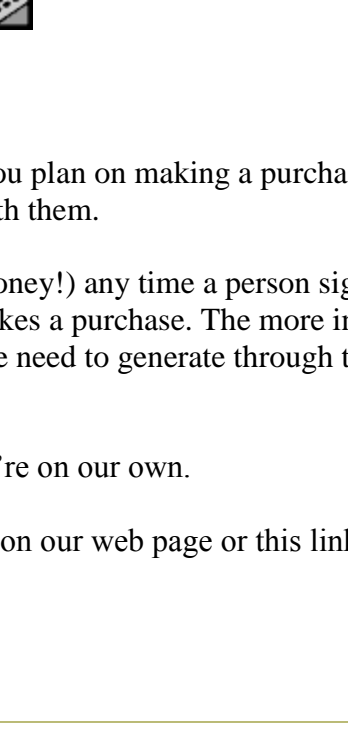 ou plan on making a purcha
th them.
oney!) any time a person sig
kes a purchase. The more in
e need to generate through t
're on our own.
on our web page or this link